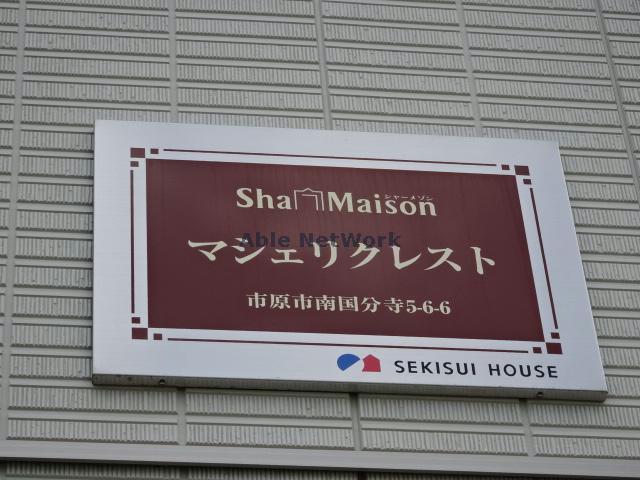 Sha Maison
シャーメゾン
マシェリクレスト
Able NetWork
市原市南国分寺5-6-6
SEKISUI HOUSE